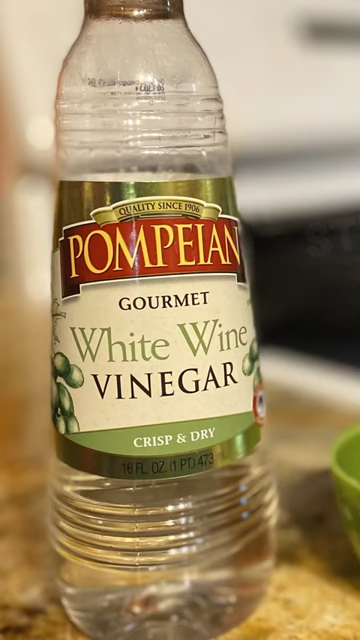 QUALITY SINCE 1906
POMPEIAN
GOURMET
White Wine
VINEGAR
CRISP & DRY
16 FL. OZ. (1 PT) 473